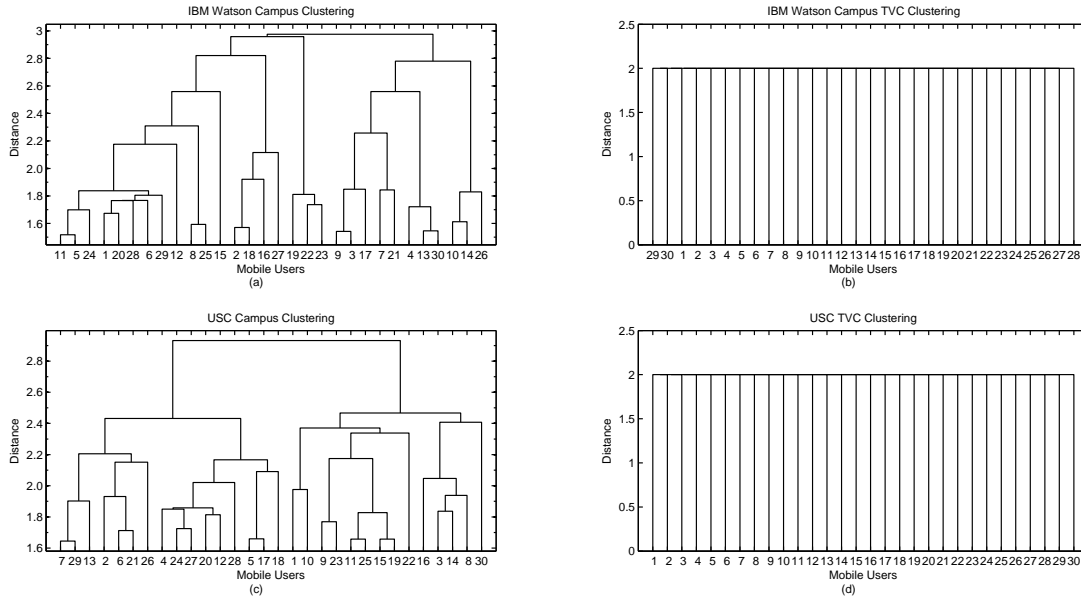 IBM Watson Campus Clustering
3
2.8
2.6
2.4
2.2
2.0
1.8
1.6
Distance
11 5 24 1 20 28 6 29 12 8 25 15 2 18 16 27 19 22 23 9 3 17 7 21 4 13 30 10 14 26
Mobile Users
(a)
IBM Watson Campus TVC Clustering
2.5
2
1.5
1
0.5
0
Distance
29 30 1 2 3 4 5 6 7 8 9 10 11 12 13 14 15 16 17 18 19 20 21 22 23 24 25 26 27 28
Mobile Users
(b)
USC Campus Clustering
2.8
2.6
2.4
2.2
2.0
1.8
1.6
Distance
7 29 13 2 6 21 26 4 24 27 20 12 28 5 17 18 1 10 9 23 11 25 15 19 22 16 3 14 8 30
Mobile Users
(c)
USC TVC Clustering
2.5
2
1.5
1
0.5
0
Distance
1 2 3 4 5 6 7 8 9 10 11 12 13 14 15 16 17 18 19 20 21 22 23 24 25 26 27 28 29 30
Mobile Users
(d)